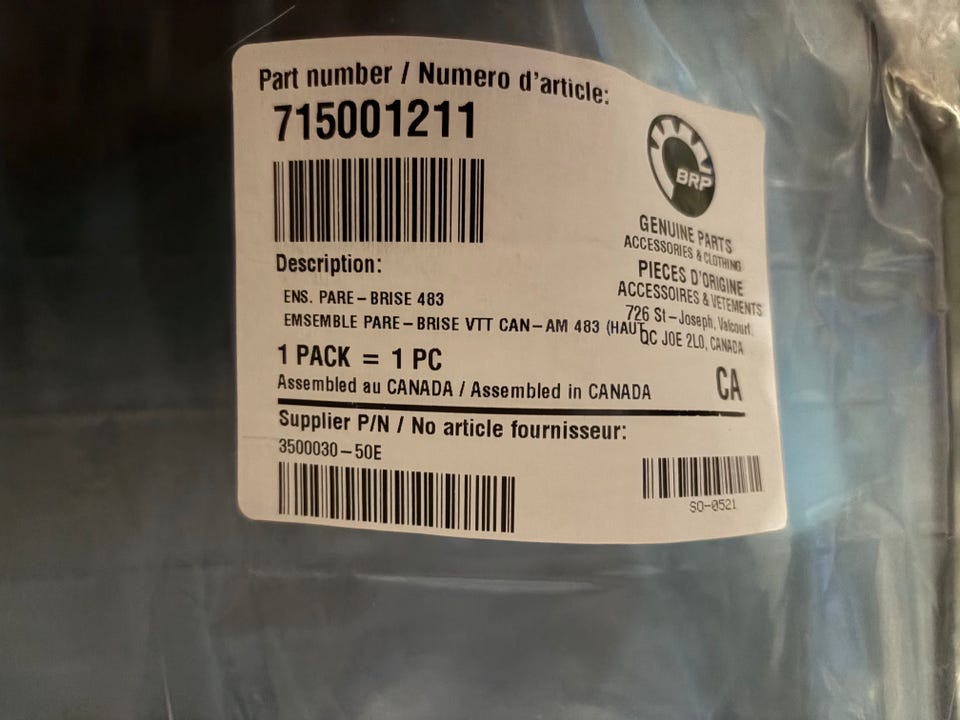 Part number / Numero d'article:
715001211
BRP
GENUINE PARTS
ACCESSORIES & CLOTHING
PIECES D'ORIGINE
ACCESSOIRES & VETEMENTS
726 St-Joseph, Valcourt,
QC J0E 2L0, CANADA
Description:
ENS. PARE-BRISE 483
EMSEMBLE PARE-BRISE VTT CAN-AM 483 (HAUT
1 PACK = 1 PC
CA
Assembled au CANADA / Assembled in CANADA
Supplier P/N / No article fournisseur:
3500030-50E
SO-0521